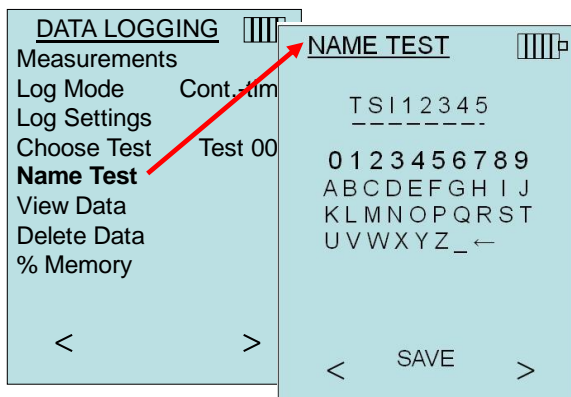 DATA LOGGING
Measurements
Log Mode Cont.-tim
Log Settings
Choose Test Test 00
Name Test
View Data
Delete Data
% Memory
< >
NAME TEST
TSI12345
0123456789
ABCDEFGHIJ
KLMNOPQRST
UVWXYZ_←
< SAVE >